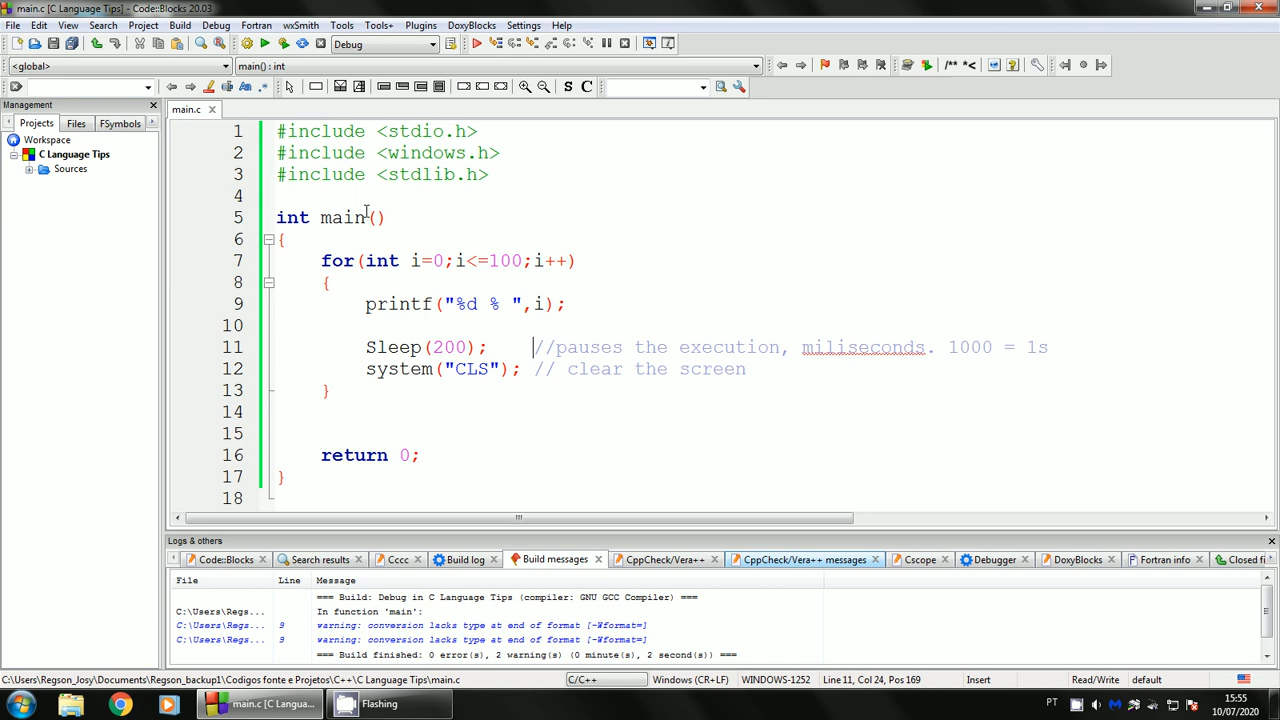 main.c [C Language Tips] - Code::Blocks 20.03
File Edit View Search Project Build Debug Fortran wxSmith Tools Tools+ Plugins DoxyBlocks Settings Help
Debug
<global> main() : int /** *<
S C
Management
Projects Files FSymbols
Workspace
C Language Tips
Sources
main.c
1 #include <stdio.h>
2 #include <windows.h>
3 #include <stdlib.h>
4
5 int main()
6 {
7 for(int i=0;i<=100;i++)
8 {
9 printf("%d % ",i);
10
11 Sleep(200); //pauses the execution, miliseconds. 1000 = 1s
12 system("CLS"); // clear the screen
13 }
14
15
16 return 0;
17 }
18
Logs & others
Code::Blocks Search results Cccc Build log Build messages CppCheck/Vera++ CppCheck/Vera++ messages Cscope Debugger DoxyBlocks Fortran info Closed fi
File Line Message
=== Build: Debug in C Language Tips (compiler: GNU GCC Compiler) ===
C:\Users\Regs... In function 'main':
C:\Users\Regs... 9 warning: conversion lacks type at end of format [-Wformat=]
C:\Users\Regs... 9 warning: conversion lacks type at end of format [-Wformat=]
=== Build finished: 0 error(s), 2 warning(s) (0 minute(s), 2 second(s)) ===
C:\Users\Regson_Josy\Documents\Regson_backup1\Codigos fonte e Projetos\C++\C Language Tips\main.c C/C++ Windows (CR+LF) WINDOWS-1252 Line 11, Col 24, Pos 169 Insert Read/Write default
main.c [C Langua... Flashing PT 15:55
10/07/2020